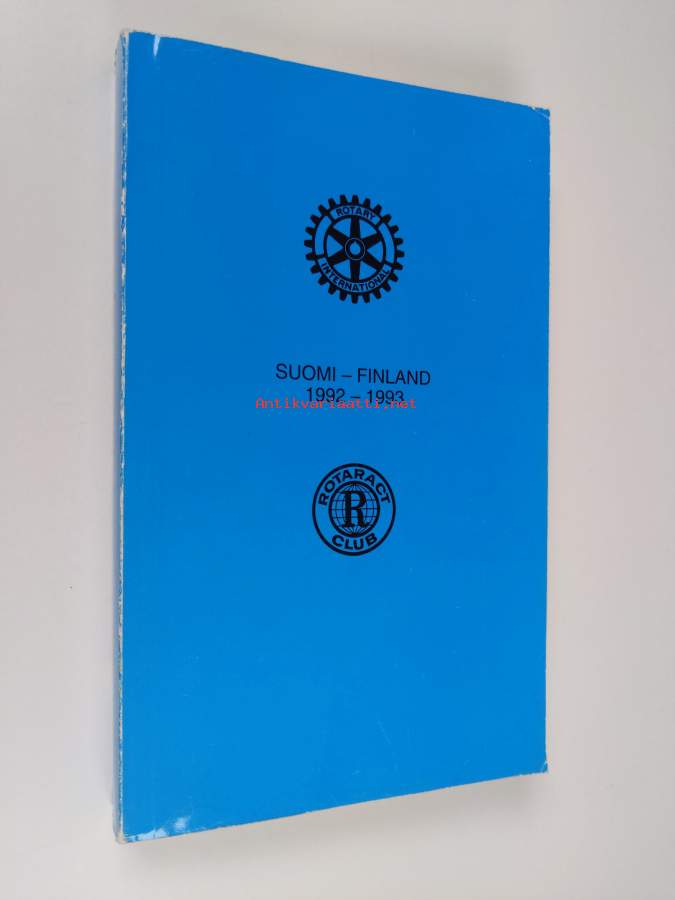 ROTARY
INTERNATIONAL
SUOMI – FINLAND
1992 – 1993
Antikvariaatti.net
ROTARACT
R
CLUB